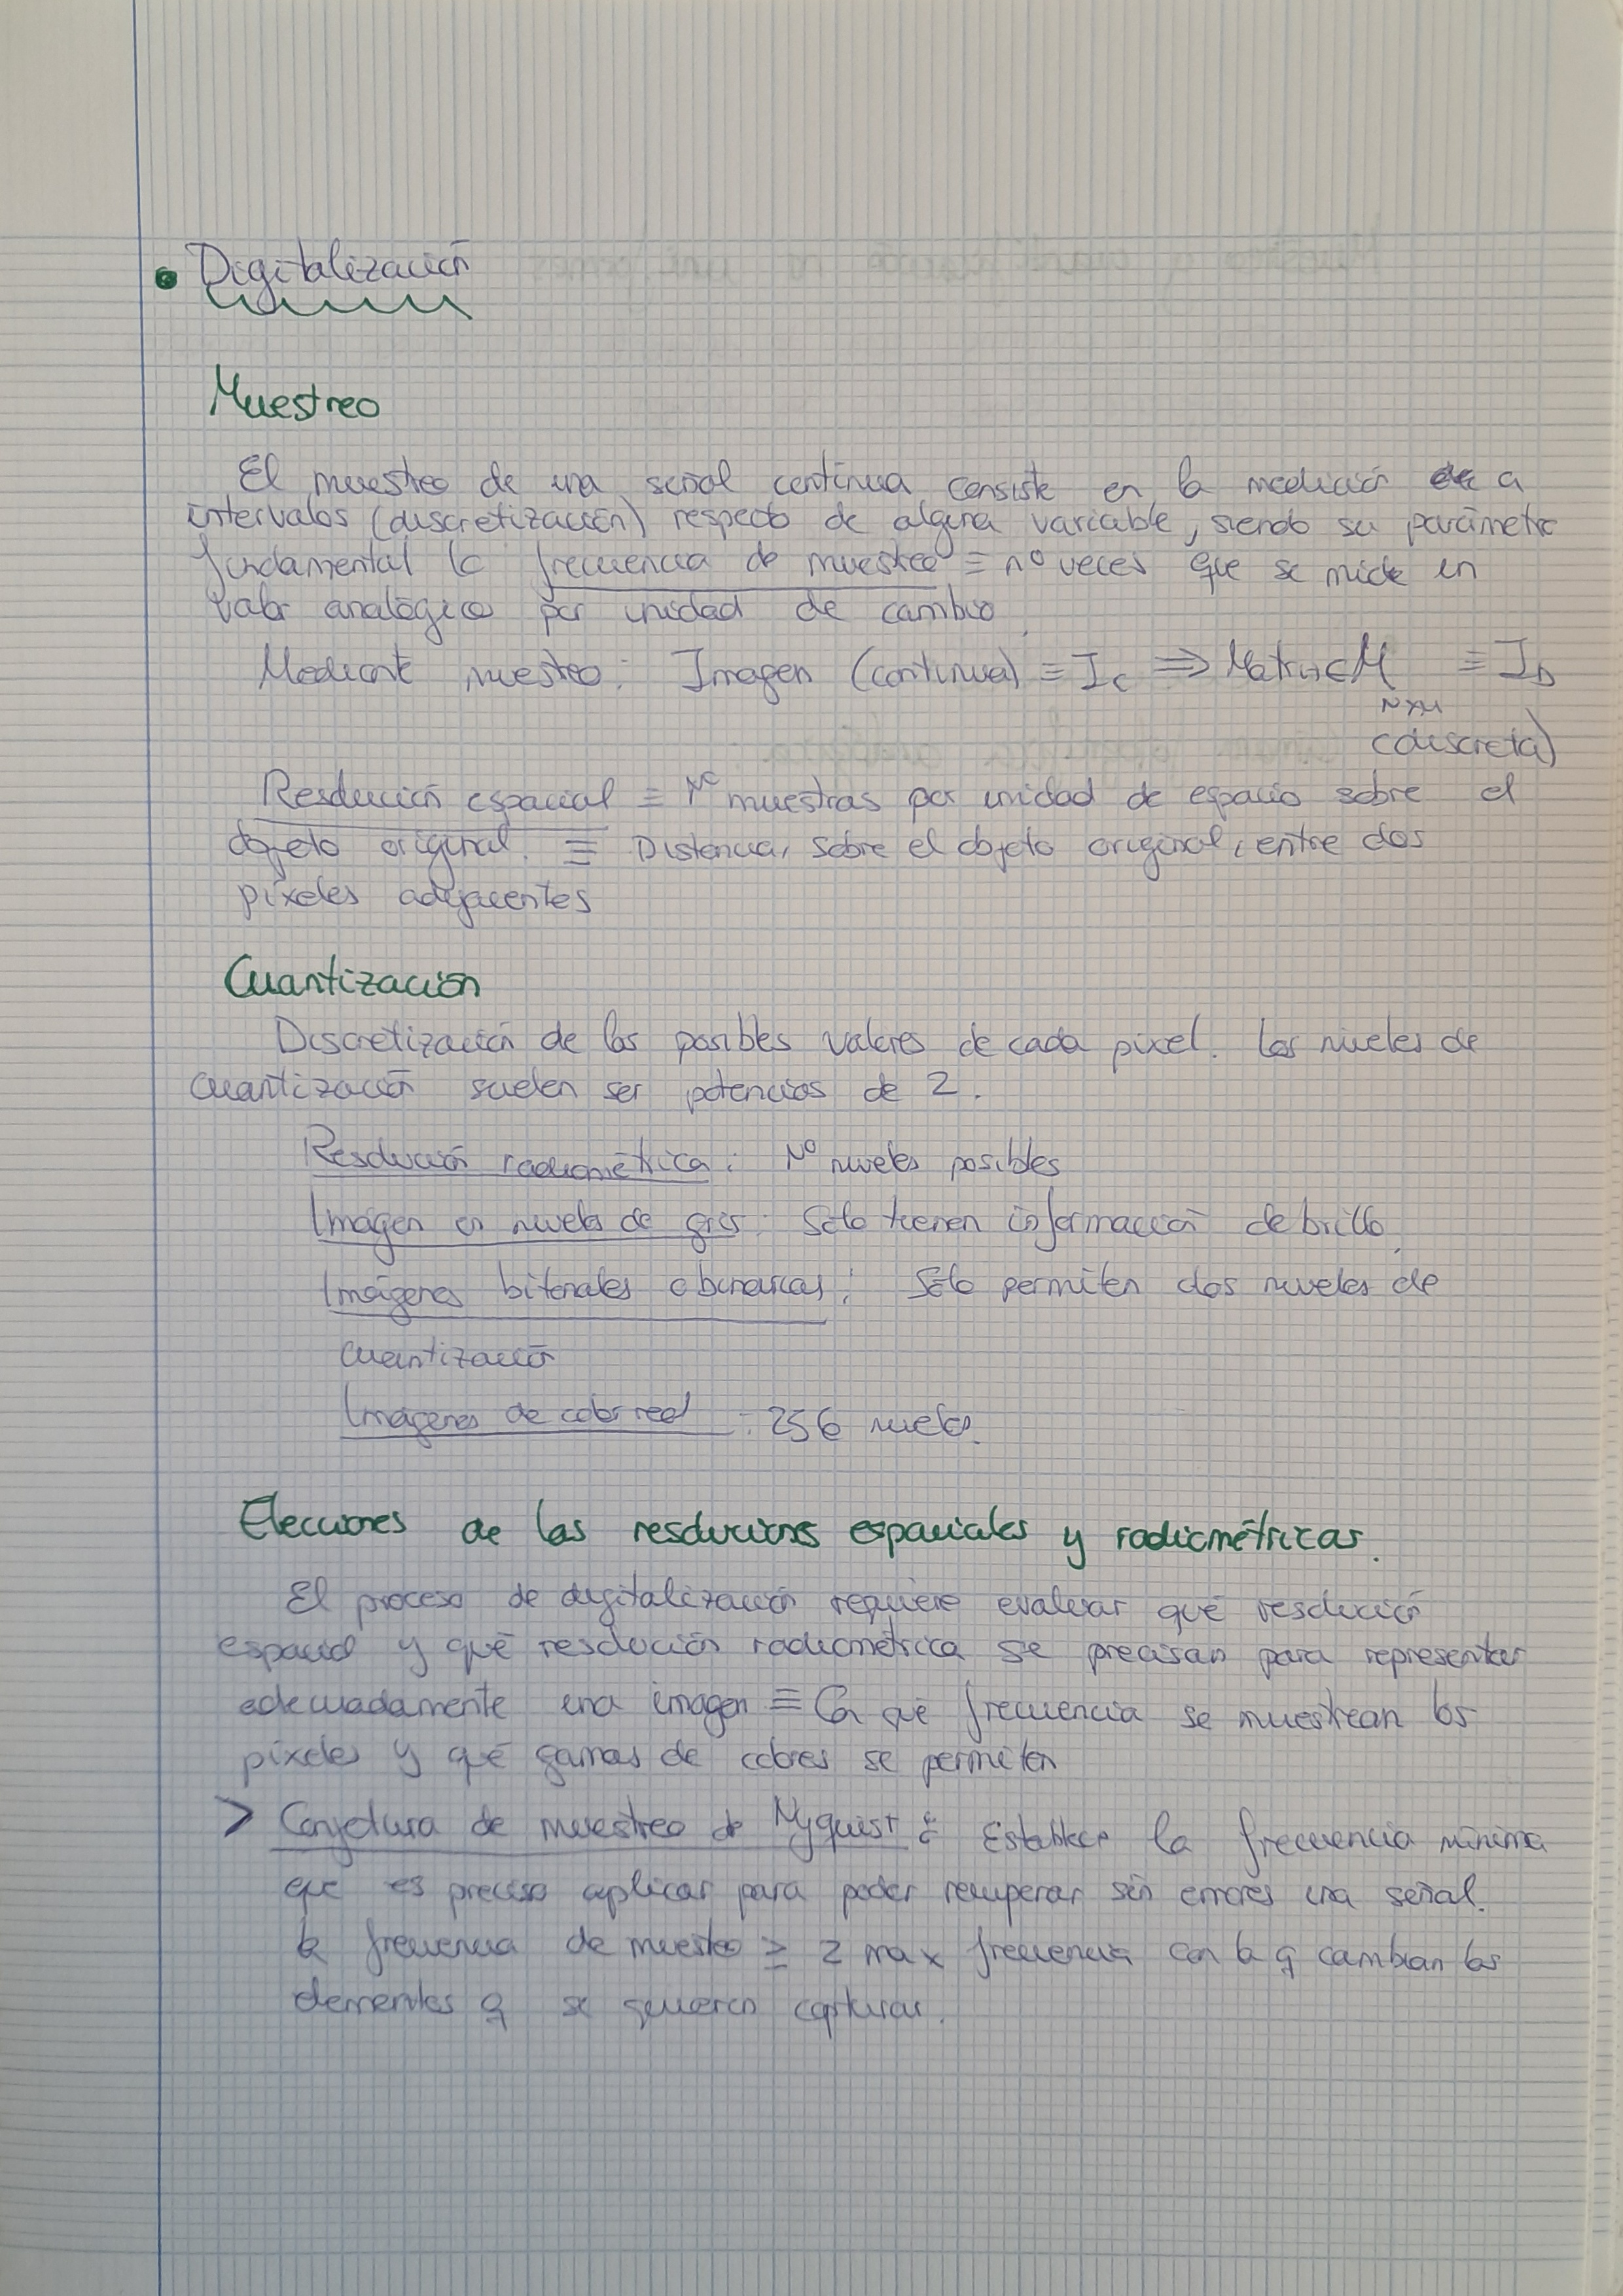 Digitalización
Muestreo
El muestreo de una señal continua consiste en la medición a
intervalos (discretización) respecto de alguna variable, siendo su parámetro
fundamental la frecuencia de muestreo ≡ nº veces que se mide un
valor analógico por unidad de cambio.
Mediante muestreo: Imagen (continua) ≡ I_C ⇒ Matriz ∈ M_NxM ≡ I_D
(discreta)
Resolución espacial ≡ Nº muestras por unidad de espacio sobre el
objeto original. ≡ Distancia, sobre el objeto original, entre dos
píxeles adyacentes
Cuantización
Discretización de los posibles valores de cada pixel. Los niveles de
cuantización suelen ser potencias de 2.
Resolución radiométrica: Nº niveles posibles
Imágen en niveles de gris: Sólo tienen información de brillo.
Imágenes bitonales o binarias: Sólo permiten dos niveles de
cuantización
Imágenes de color real: 256 niveles.
Elecciones de las resoluciones espaciales y radiométricas.
El proceso de digitalización requiere evaluar qué resolución
espacial y qué resolución radiométrica se precisan para representar
adecuadamente una imagen ≡ Con qué frecuencia se muestrean los
píxeles y qué gamas de colores se permiten
> Conjetura de muestreo de Nyquist: Establece la frecuencia mínima
que es preciso aplicar para poder recuperar sin errores una señal.
la frecuencia de muestreo ≥ 2 max frecuencia con la q cambian los
elementos q se quieren capturar.